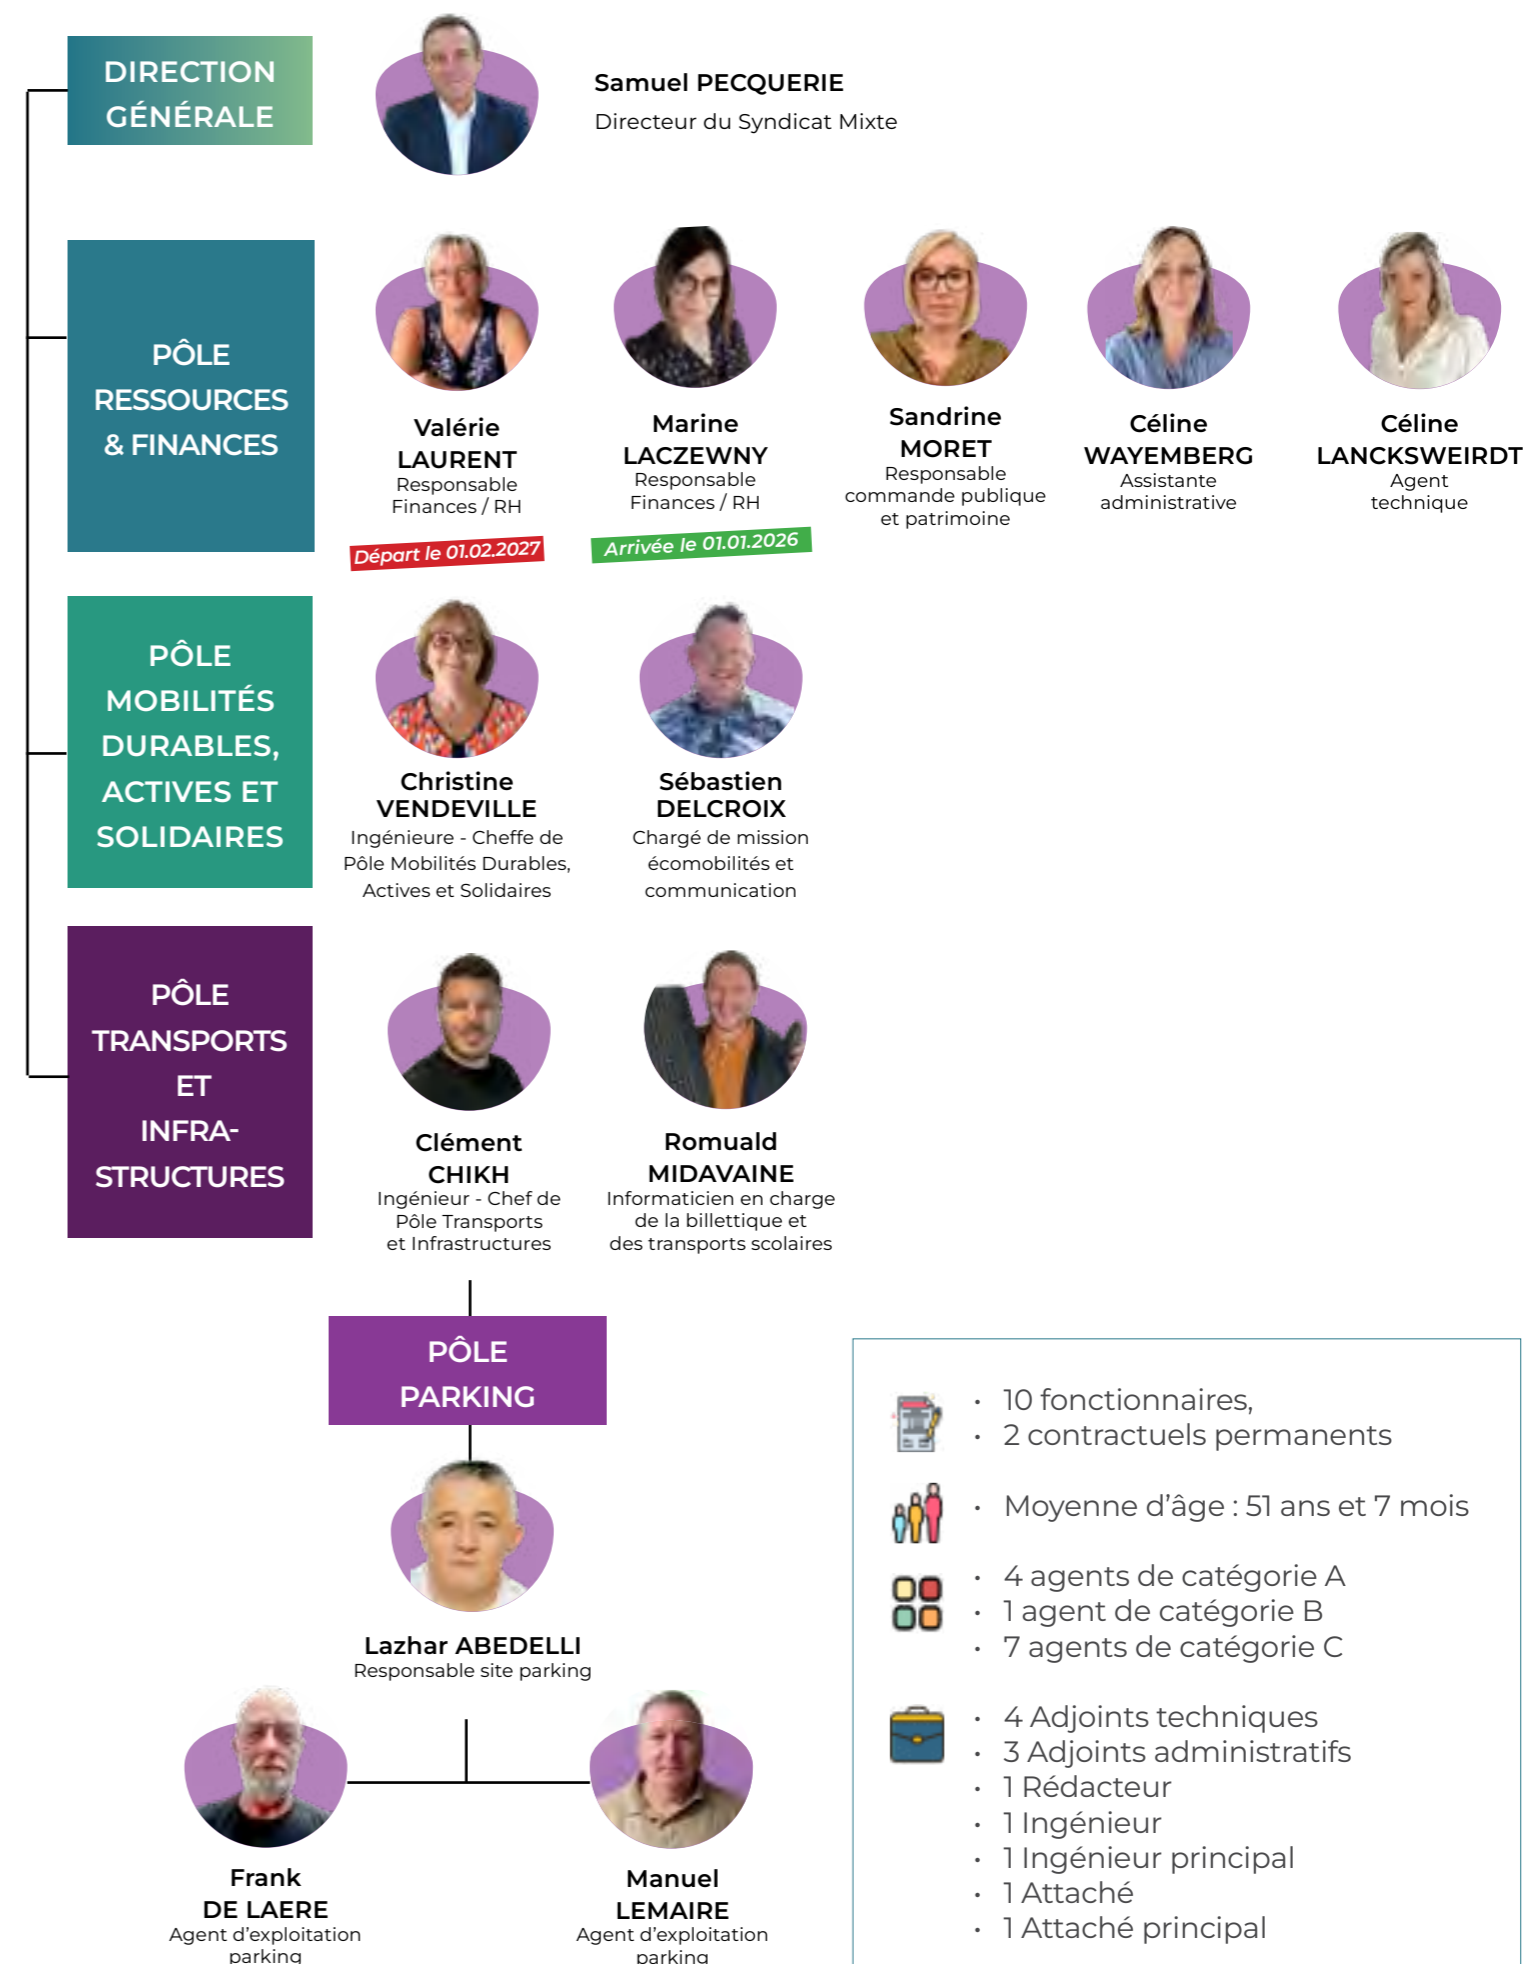 DIRECTION
GÉNÉRALE
Samuel PECQUERIE
Directeur du Syndicat Mixte
PÔLE
RESSOURCES
& FINANCES
Valérie
LAURENT
Responsable
Finances / RH
Départ le 01.02.2027
Marine
LACZEWNY
Responsable
Finances / RH
Arrivée le 01.01.2026
Sandrine
MORET
Responsable
commande publique
et patrimoine
Céline
WAYEMBERG
Assistante
administrative
Céline
LANCKSWEIRDT
Agent
technique
PÔLE
MOBILITÉS
DURABLES,
ACTIVES ET
SOLIDAIRES
Christine
VENDEVILLE
Ingénieure - Cheffe de
Pôle Mobilités Durables,
Actives et Solidaires
Sébastien
DELCROIX
Chargé de mission
écomobilités et
communication
PÔLE
TRANSPORTS
ET
INFRA-
STRUCTURES
Clément
CHIKH
Ingénieur - Chef de
Pôle Transports
et Infrastructures
Romuald
MIDAVAINE
Informaticien en charge
de la billettique et
des transports scolaires
PÔLE
PARKING
Lazhar ABEDELLI
Responsable site parking
Frank
DE LAERE
Agent d'exploitation
parking
Manuel
LEMAIRE
Agent d'exploitation
parking
• 10 fonctionnaires,
• 2 contractuels permanents
• Moyenne d'âge : 51 ans et 7 mois
• 4 agents de catégorie A
• 1 agent de catégorie B
• 7 agents de catégorie C
• 4 Adjoints techniques
• 3 Adjoints administratifs
• 1 Rédacteur
• 1 Ingénieur
• 1 Ingénieur principal
• 1 Attaché
• 1 Attaché principal